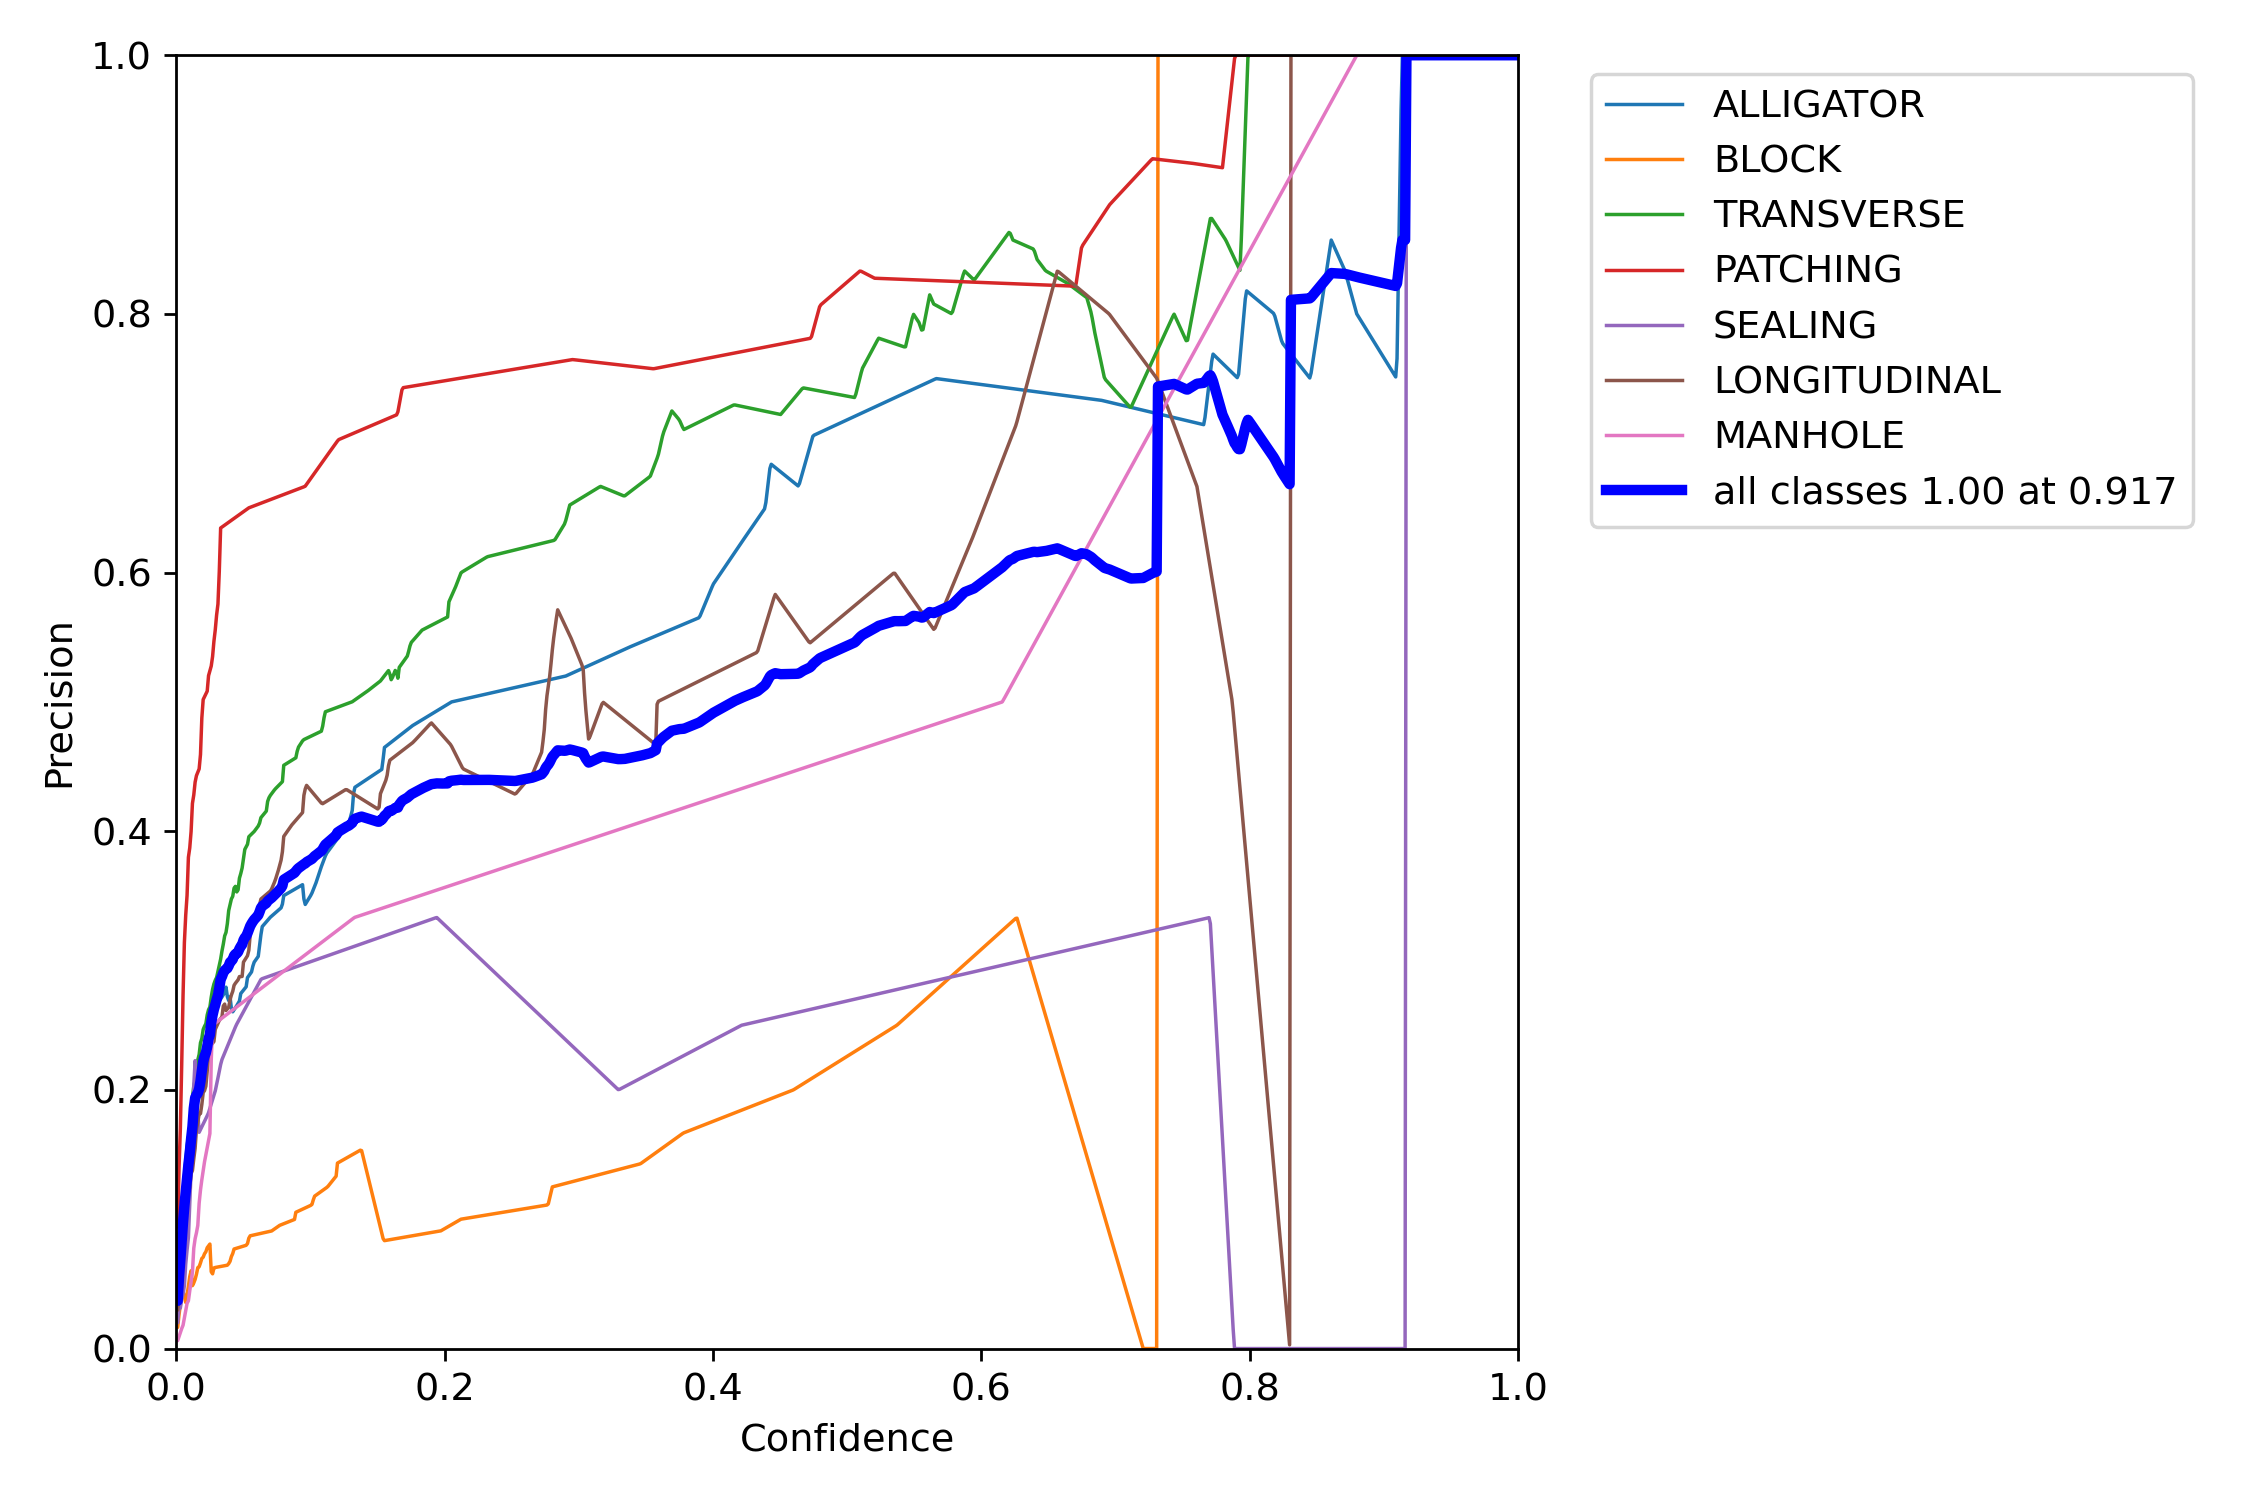 1.0
0.8
0.6
0.4
0.2
0.0
Precision
0.0 0.2 0.4 0.6 0.8 1.0
Confidence
ALLIGATOR
BLOCK
TRANSVERSE
PATCHING
SEALING
LONGITUDINAL
MANHOLE
all classes 1.00 at 0.917